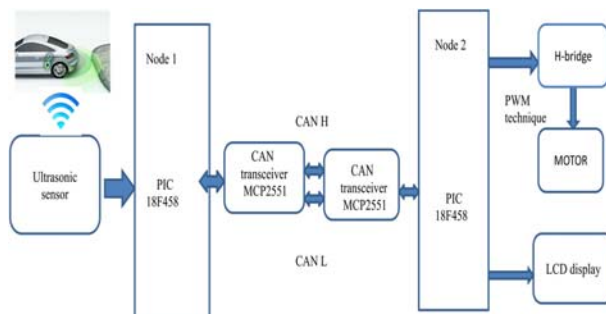 Node 1
Ultrasonic
sensor
PIC
18F458
CAN H
CAN
transceiver
MCP2551
CAN
transceiver
MCP2551
CAN L
Node 2
PIC
18F458
H-bridge
PWM
technique
MOTOR
LCD display